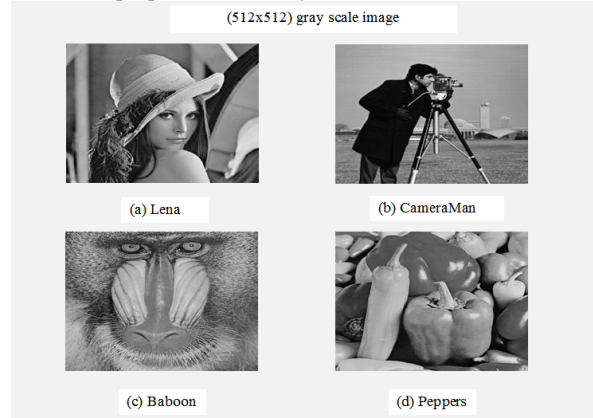 (512x512) gray scale image
(a) Lena
(b) CameraMan
(c) Baboon
(d) Peppers